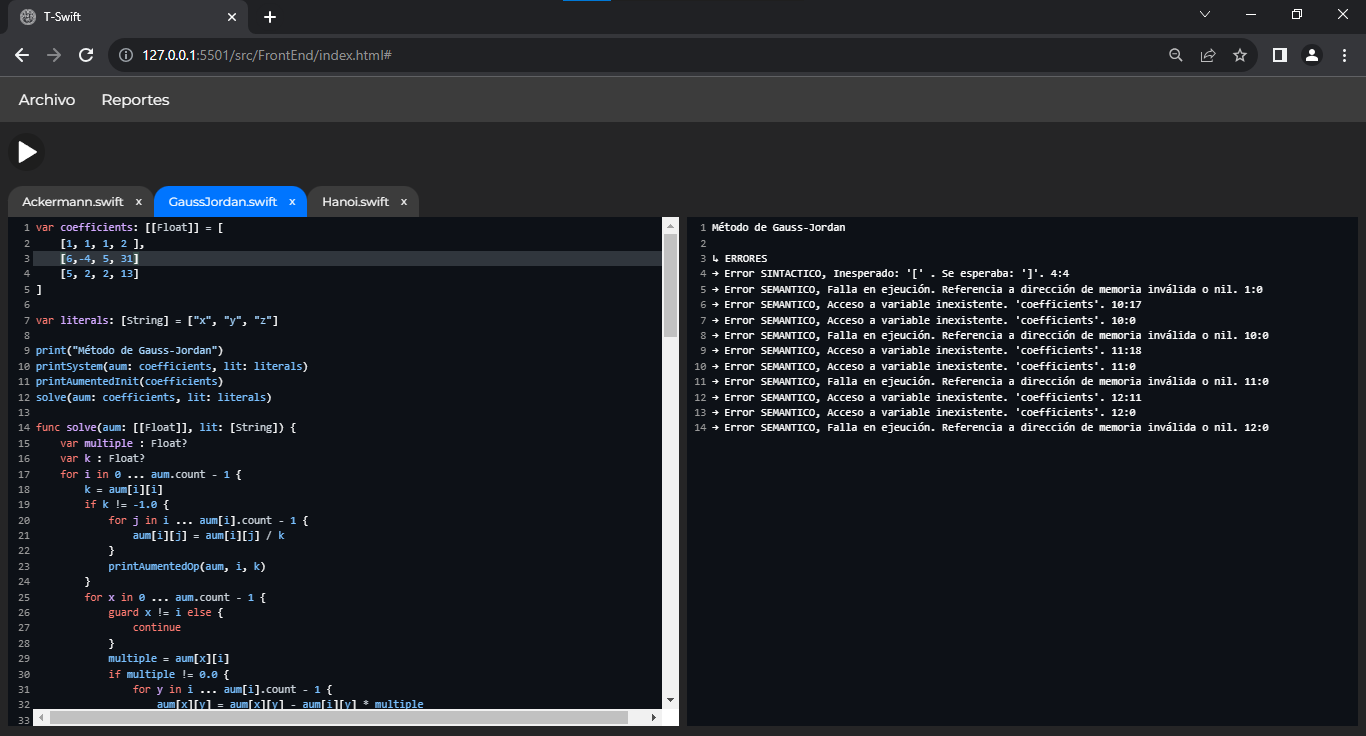 T-Swift
127.0.0.1:5501/src/FrontEnd/index.html#
Archivo Reportes
Ackermann.swift x GaussJordan.swift x Hanoi.swift x
1 var coefficients: [[Float]] = [
2 [1, 1, 1, 2 ],
3 [6,-4, 5, 31]
4 [5, 2, 2, 13]
5 ]
6
7 var literals: [String] = ["x", "y", "z"]
8
9 print("Método de Gauss-Jordan")
10 printSystem(aum: coefficients, lit: literals)
11 printAumentedInit(coefficients)
12 solve(aum: coefficients, lit: literals)
13
14 func solve(aum: [[Float]], lit: [String]) {
15 var multiple : Float?
16 var k : Float?
17 for i in 0 ... aum.count - 1 {
18 k = aum[i][i]
19 if k != -1.0 {
20 for j in i ... aum[i].count - 1 {
21 aum[i][j] = aum[i][j] / k
22 }
23 printAumentedOp(aum, i, k)
24 }
25 for x in 0 ... aum.count - 1 {
26 guard x != i else {
27 continue
28 }
29 multiple = aum[x][i]
30 if multiple != 0.0 {
31 for y in i ... aum[i].count - 1 {
32 aum[x][y] = aum[x][y] - aum[i][y] * multiple
33
1 Método de Gauss-Jordan
2
3 ↳ ERRORES
4 → Error SINTACTICO, Inesperado: '[' . Se esperaba: ']'. 4:4
5 → Error SEMANTICO, Falla en ejeución. Referencia a dirección de memoria inválida o nil. 1:0
6 → Error SEMANTICO, Acceso a variable inexistente. 'coefficients'. 10:17
7 → Error SEMANTICO, Acceso a variable inexistente. 'coefficients'. 10:0
8 → Error SEMANTICO, Falla en ejeución. Referencia a dirección de memoria inválida o nil. 10:0
9 → Error SEMANTICO, Acceso a variable inexistente. 'coefficients'. 11:18
10 → Error SEMANTICO, Acceso a variable inexistente. 'coefficients'. 11:0
11 → Error SEMANTICO, Falla en ejeución. Referencia a dirección de memoria inválida o nil. 11:0
12 → Error SEMANTICO, Acceso a variable inexistente. 'coefficients'. 12:11
13 → Error SEMANTICO, Acceso a variable inexistente. 'coefficients'. 12:0
14 → Error SEMANTICO, Falla en ejeución. Referencia a dirección de memoria inválida o nil. 12:0